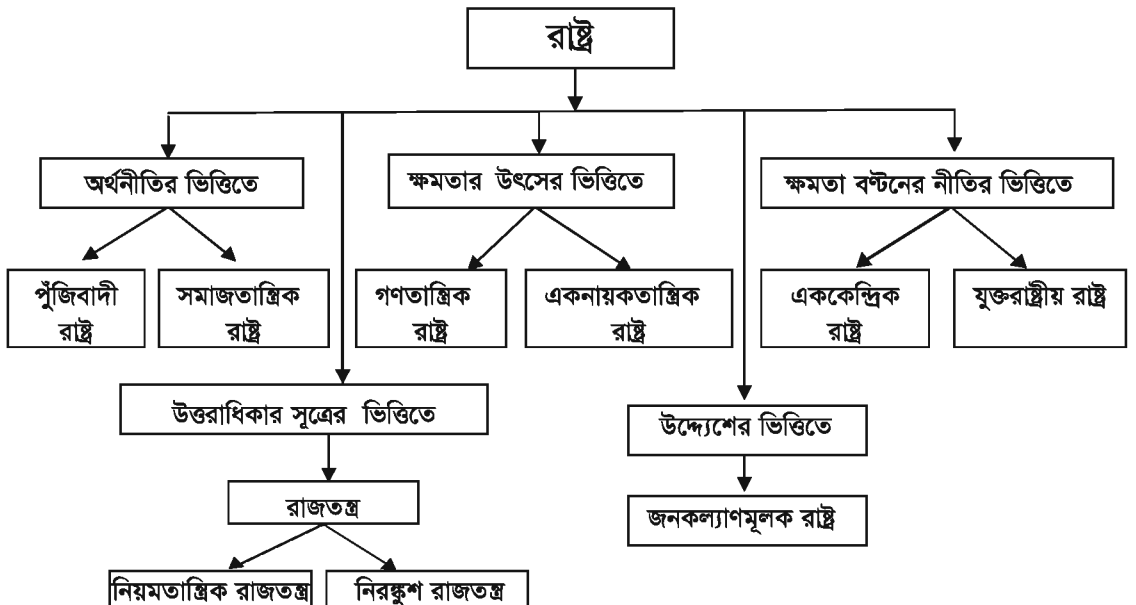 রাষ্ট্র
অর্থনীতির ভিত্তিতে
ক্ষমতার উৎসের ভিত্তিতে
ক্ষমতা বণ্টনের নীতির ভিত্তিতে
পুঁজিবাদী
রাষ্ট্র
সমাজতান্ত্রিক
রাষ্ট্র
গণতান্ত্রিক
রাষ্ট্র
একনায়কতান্ত্রিক
রাষ্ট্র
এককেন্দ্রিক
রাষ্ট্র
যুক্তরাষ্ট্রীয় রাষ্ট্র
উত্তরাধিকার সূত্রের ভিত্তিতে
উদ্দ্যেশের ভিত্তিতে
রাজতন্ত্র
জনকল্যাণমূলক রাষ্ট্র
নিয়মতান্ত্রিক রাজতন্ত্র
নিরঙ্কুশ রাজতন্ত্র